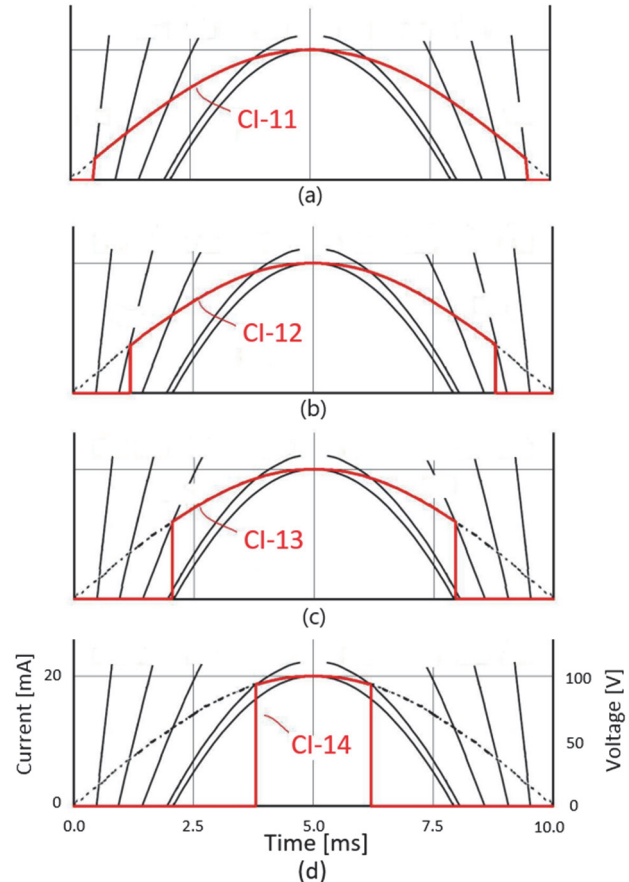 CI-11
(a)
CI-12
(b)
CI-13
(c)
Current [mA]
20
0
CI-14
100
50
0
Voltage [V]
0.0 2.5 5.0 7.5 10.0
Time [ms]
(d)